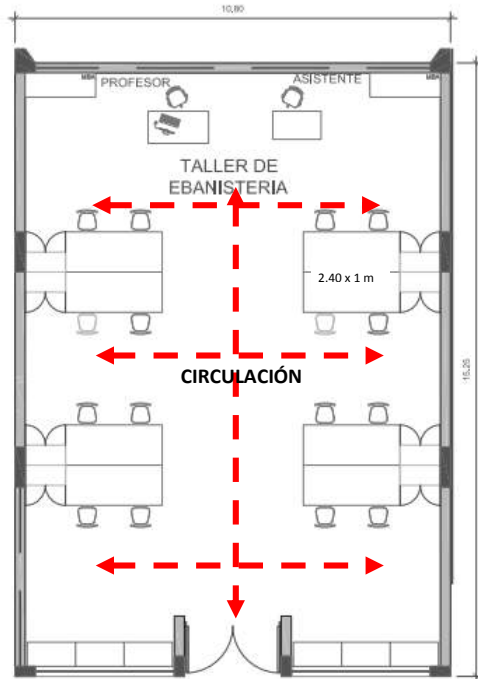 10,80
PROFESOR
ASISTENTE
TALLER DE
EBANISTERIA
2.40 x 1 m
CIRCULACIÓN
15,25